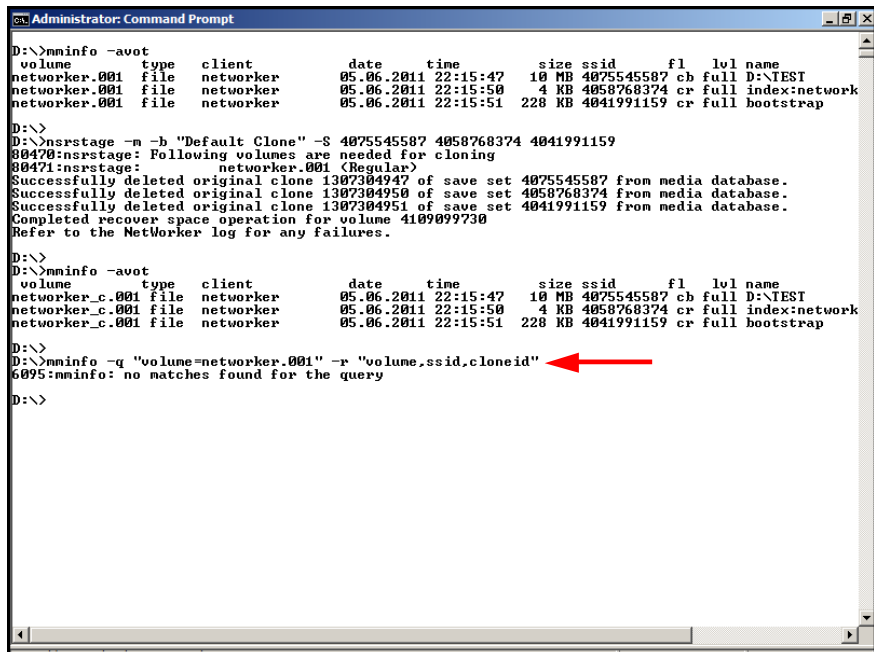 Administrator: Command Prompt
D:\>mminfo -avot
volume type client date time size ssid fl lvl name
networker.001 file networker 05.06.2011 22:15:47 10 MB 4075545587 cb full D:\TEST
networker.001 file networker 05.06.2011 22:15:50 4 KB 4058768374 cr full index:network
networker.001 file networker 05.06.2011 22:15:51 228 KB 4041991159 cr full bootstrap
D:\>
D:\>nsrstage -m -b "Default Clone" -S 4075545587 4058768374 4041991159
80470:nsrstage: Following volumes are needed for cloning
80471:nsrstage: networker.001 (Regular)
Successfully deleted original clone 1307304947 of save set 4075545587 from media database.
Successfully deleted original clone 1307304950 of save set 4058768374 from media database.
Successfully deleted original clone 1307304951 of save set 4041991159 from media database.
Completed recover space operation for volume 4109099730
Refer to the NetWorker log for any failures.
D:\>
D:\>mminfo -avot
volume type client date time size ssid fl lvl name
networker_c.001 file networker 05.06.2011 22:15:47 10 MB 4075545587 cb full D:\TEST
networker_c.001 file networker 05.06.2011 22:15:50 4 KB 4058768374 cr full index:network
networker_c.001 file networker 05.06.2011 22:15:51 228 KB 4041991159 cr full bootstrap
D:\>
D:\>mminfo -q "volume=networker.001" -r "volume,ssid,cloneid"
6095:mminfo: no matches found for the query
D:\>